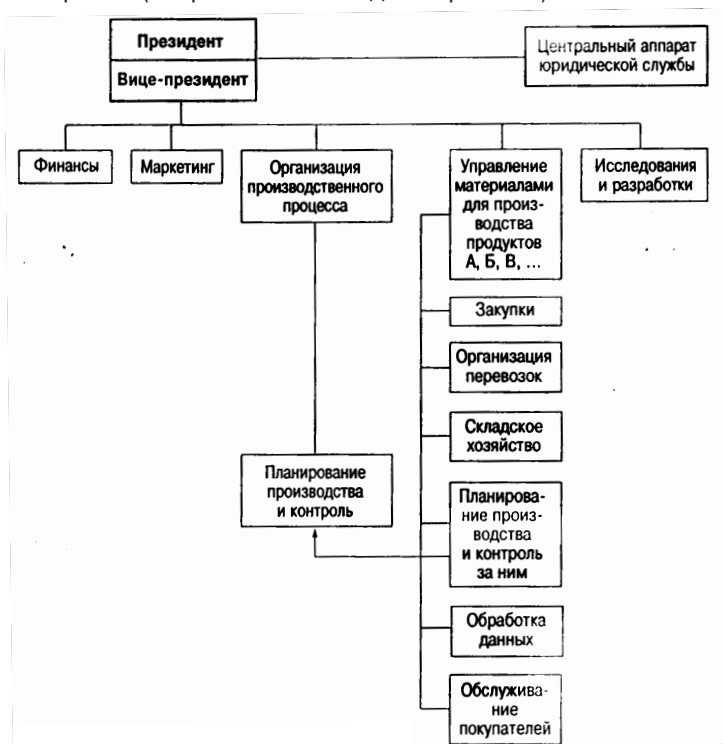 Президент
Вице-президент
Центральный аппарат
юридической службы
Финансы
Маркетинг
Организация
производственного
процесса
Управление
материалами
для произ-
водства
продуктов
А, Б, В, ...
Исследования
и разработки
Закупки
Организация
перевозок
Складское
хозяйство
Планирование
производства
и контроль
Планирова-
ние произ-
водства
и контроль
за ним
Обработка
данных
Обслужива-
ние
покупателей